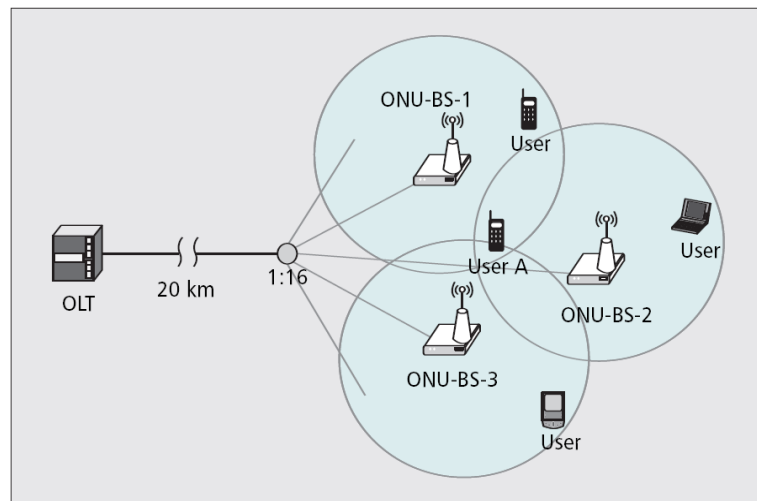 ONU-BS-1
User
User
User A
1:16
20 km
OLT
ONU-BS-2
ONU-BS-3
User